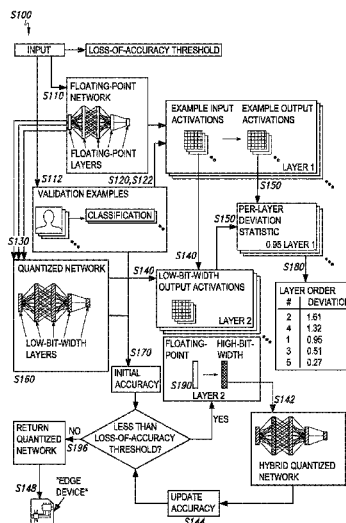 S100
INPUT
LOSS-OF-ACCURACY THRESHOLD
S110
FLOATING-POINT
NETWORK
FLOATING-POINT
LAYERS
EXAMPLE INPUT
ACTIVATIONS
EXAMPLE OUTPUT
ACTIVATIONS
LAYER 1
S112
S120, S122
VALIDATION EXAMPLES
CLASSIFICATION
S150
S150
PER-LAYER
DEVIATION
STATISTIC
0.95 LAYER 1
S130
S140
S140
S180
QUANTIZED NETWORK
LOW-BIT-WIDTH
LAYERS
S160
LOW-BIT-WIDTH
OUTPUT ACTIVATIONS
LAYER 2
LAYER ORDER
# DEVIATION
2 1.61
4 1.32
1 0.95
3 0.51
5 0.27
S170
INITIAL
ACCURACY
FLOATING-
POINT
HIGH-BIT-
WIDTH
S190
LAYER 2
S142
LESS THAN
LOSS-OF-ACCURACY
THRESHOLD?
YES
NO
S196
RETURN
QUANTIZED
NETWORK
HYBRID QUANTIZED
NETWORK
S148
"EDGE
DEVICE"
UPDATE
ACCURACY
S144